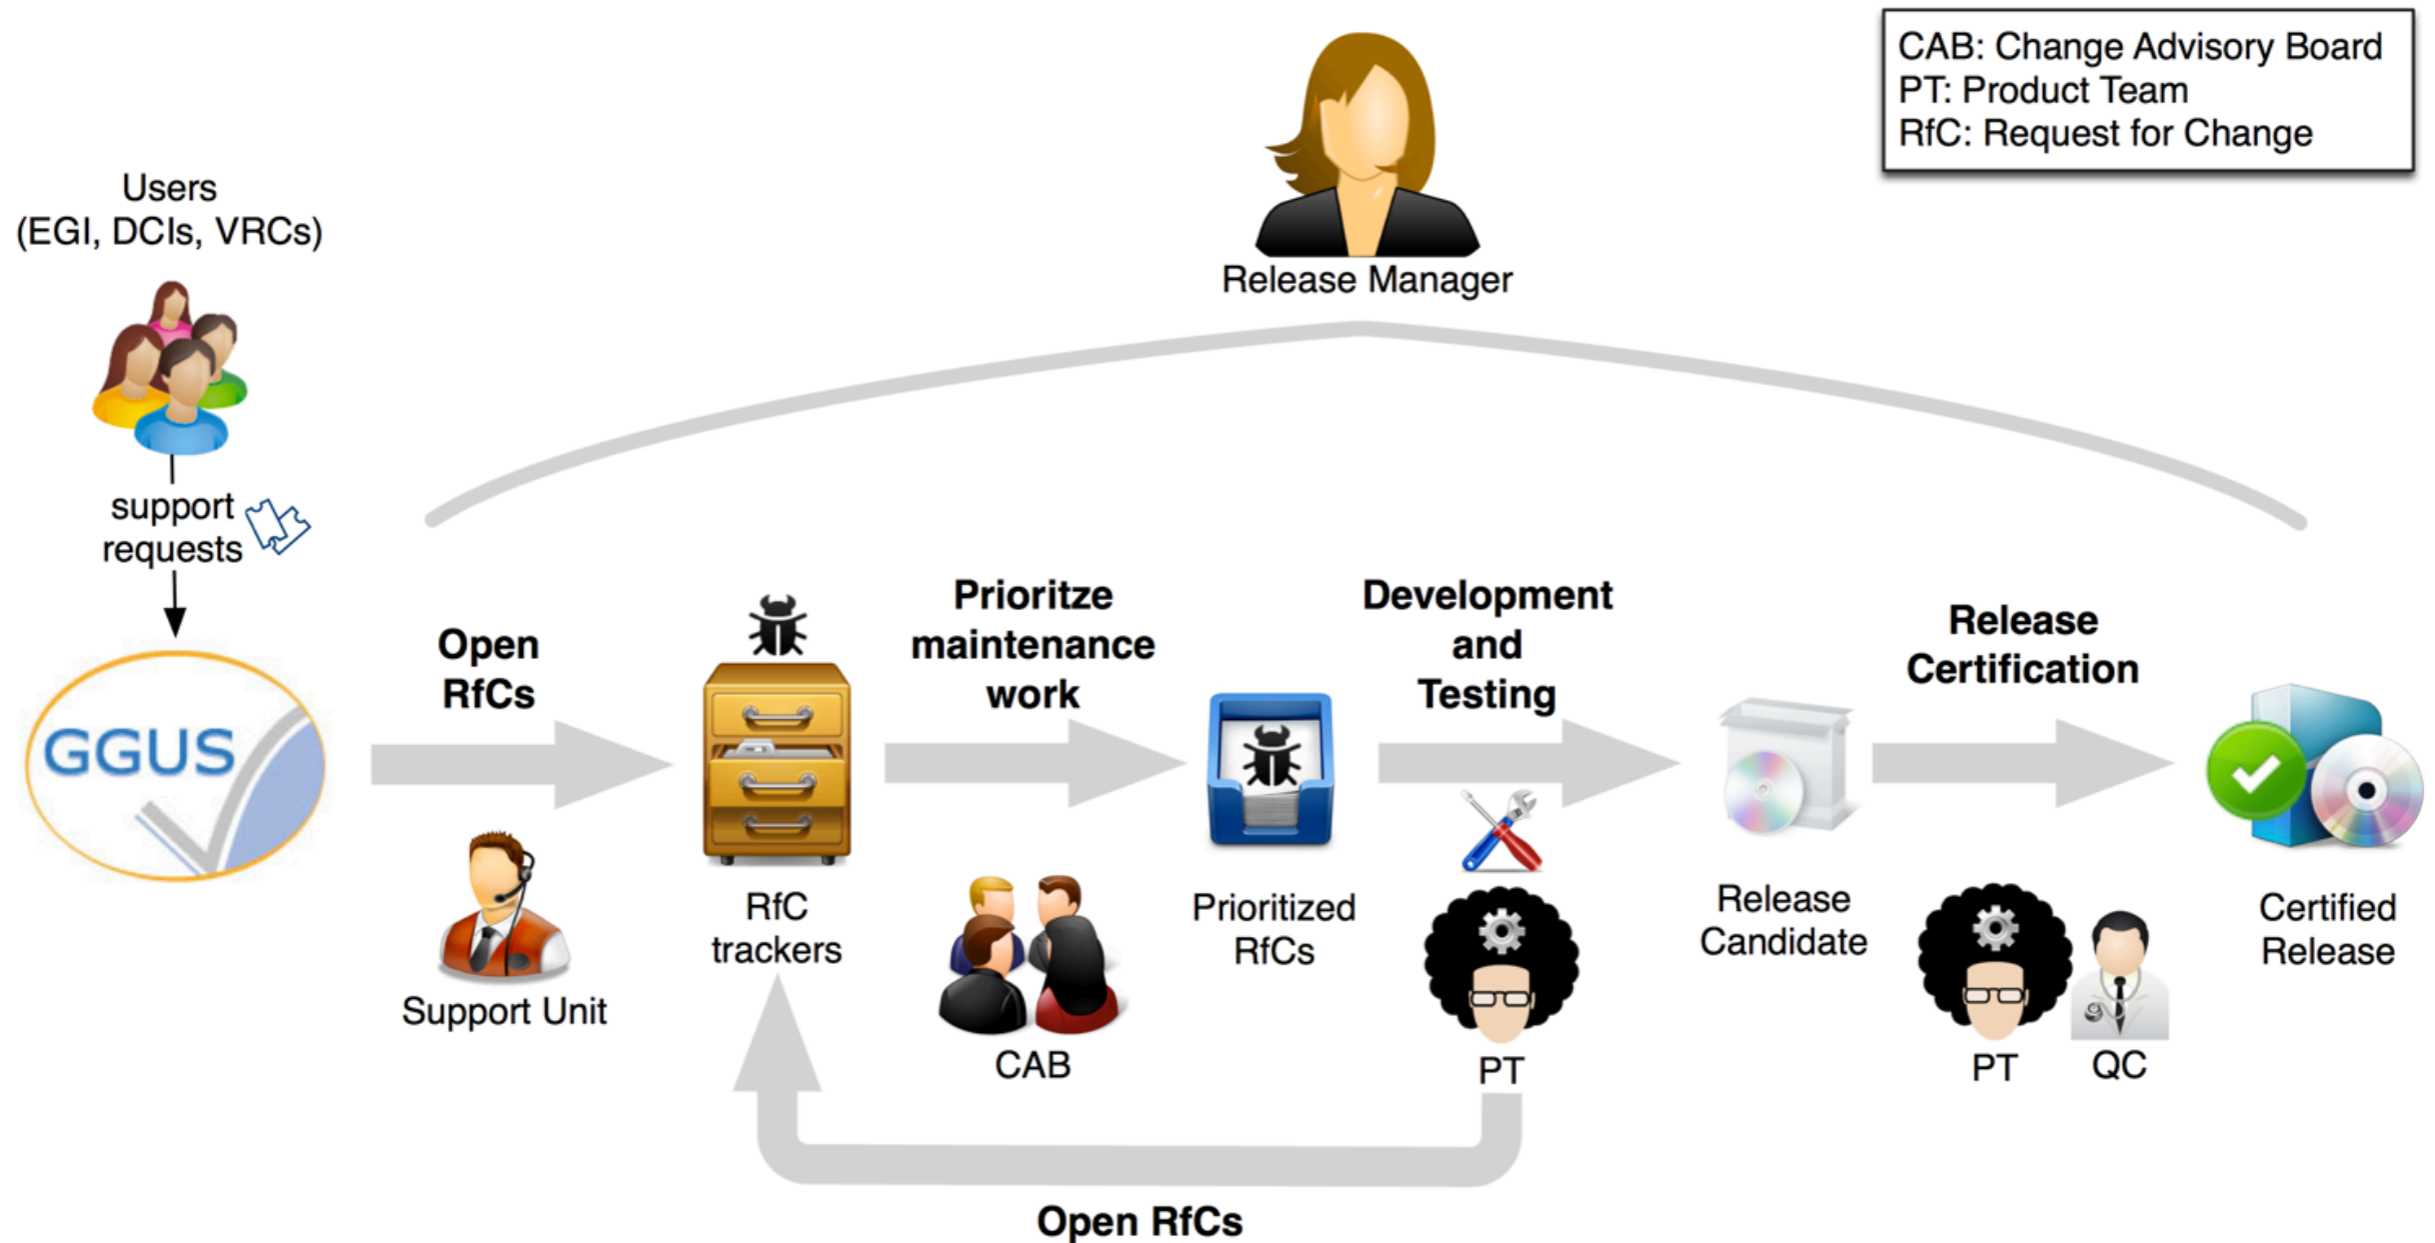 CAB: Change Advisory Board
PT: Product Team
RfC: Request for Change
Release Manager
Users
(EGI, DCIs, VRCs)
support
requests
GGUS
Open
RfCs
Support Unit
RfC
trackers
Prioritze
maintenance
work
CAB
Prioritized
RfCs
Development
and
Testing
PT
Release
Candidate
Release
Certification
PT
QC
Certified
Release
Open RfCs